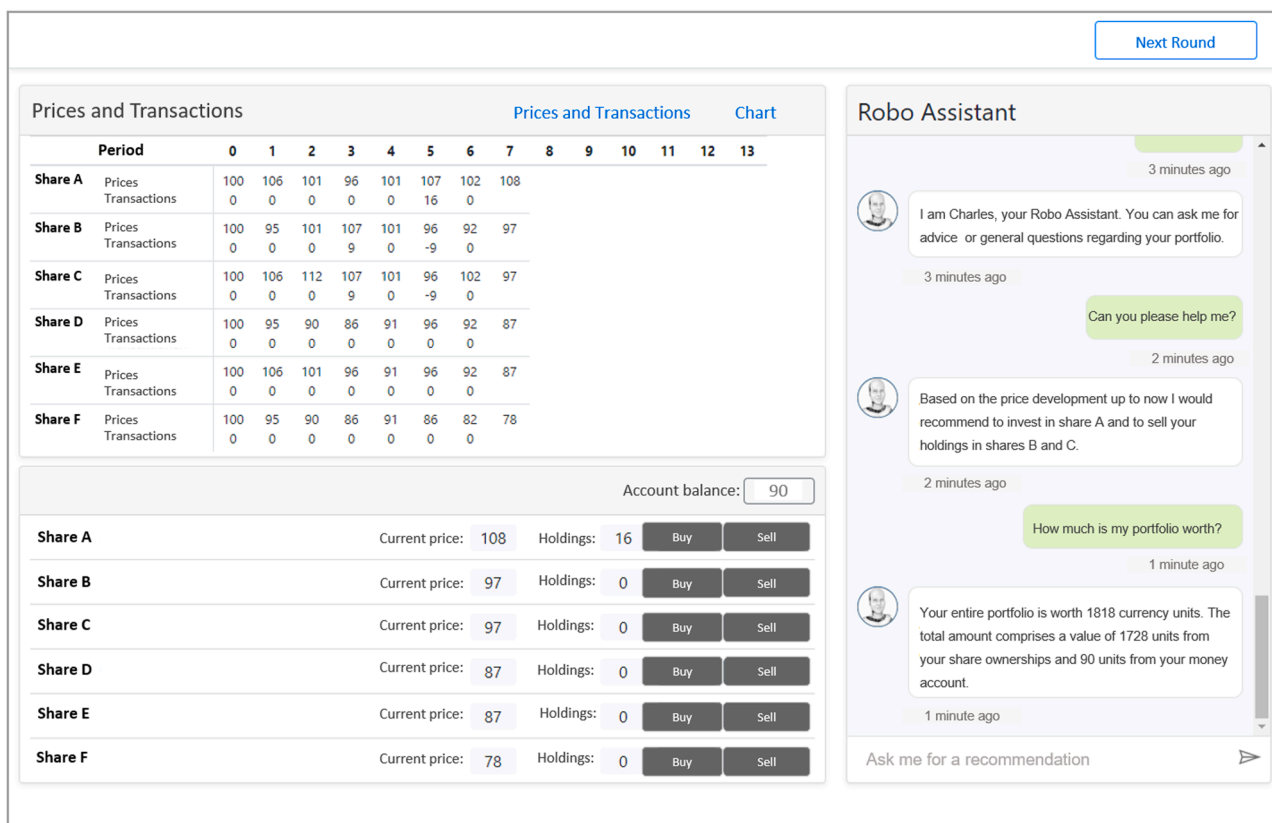 Next Round
Prices and Transactions
Prices and Transactions Chart
Period 0 1 2 3 4 5 6 7 8 9 10 11 12 13
Share A Prices 100 106 101 96 101 107 102 108
Transactions 0 0 0 0 0 16 0
Share B Prices 100 95 101 107 101 96 92 97
Transactions 0 0 0 9 0 -9 0
Share C Prices 100 106 112 107 101 96 102 97
Transactions 0 0 0 9 0 -9 0
Share D Prices 100 95 90 86 91 96 92 87
Transactions 0 0 0 0 0 0 0
Share E Prices 100 106 101 96 91 96 92 87
Transactions 0 0 0 0 0 0 0
Share F Prices 100 95 90 86 91 86 82 78
Transactions 0 0 0 0 0 0 0
Account balance: 90
Share A Current price: 108 Holdings: 16 Buy Sell
Share B Current price: 97 Holdings: 0 Buy Sell
Share C Current price: 97 Holdings: 0 Buy Sell
Share D Current price: 87 Holdings: 0 Buy Sell
Share E Current price: 87 Holdings: 0 Buy Sell
Share F Current price: 78 Holdings: 0 Buy Sell
Robo Assistant
3 minutes ago
I am Charles, your Robo Assistant. You can ask me for
advice or general questions regarding your portfolio.
3 minutes ago
Can you please help me?
2 minutes ago
Based on the price development up to now I would
recommend to invest in share A and to sell your
holdings in shares B and C.
2 minutes ago
How much is my portfolio worth?
1 minute ago
Your entire portfolio is worth 1818 currency units. The
total amount comprises a value of 1728 units from
your share ownerships and 90 units from your money
account.
1 minute ago
Ask me for a recommendation